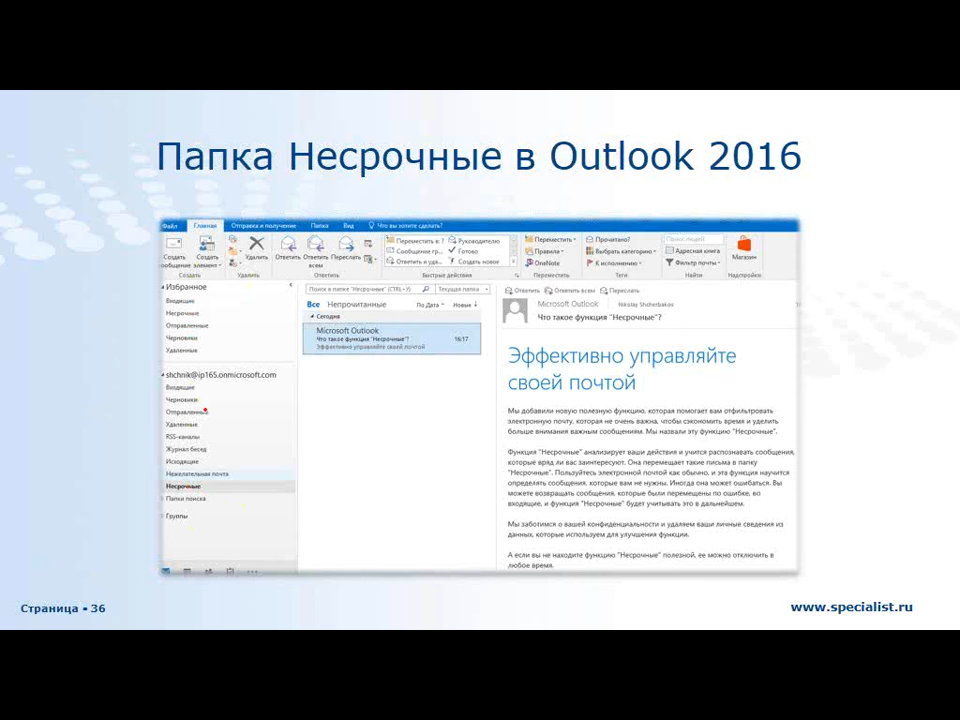 Папка Несрочные в Outlook 2016
Файл Главная Отправка и получение Папка Вид Что вы хотите сделать?
Создать сообщение Создать элемент Удалить Ответить Ответить всем Переслать
Переместить в: ? Руководителю
Сообщение гр... Готово
Ответить и уда... Создать новое
Переместить Правила OneNote
Прочитано? Выбрать категорию К исполнению
Поиск людей Адресная книга Фильтр почты
Магазин
Создать Удалить Ответить Быстрые действия Переместить Теги Найти Надстройки
Избранное
Входящие
Несрочные
Отправленные
Черновики
Удаленные
shchnik@ip165.onmicrosoft.com
Входящие
Черновики
Отправленные
Удаленные
RSS-каналы
Журнал бесед
Исходящие
Нежелательная почта
Несрочные
Папки поиска
Группы
Поиск в папке "Несрочные" (CTRL+У) Текущая папка
Все Непрочитанные По Дата Новые
Сегодня
Microsoft Outlook
Что такое функция "Несрочные"? 16:17
Эффективно управляйте своей почтой
Ответить Ответить всем Переслать
Microsoft Outlook Nikolay Shcherbakov
Что такое функция "Несрочные"?
Эффективно управляйте
своей почтой
Мы добавили новую полезную функцию, которая помогает вам отфильтровать
электронную почту, которая не очень важна, чтобы сэкономить время и уделить
больше внимания важным сообщениям. Мы назвали эту функцию "Несрочные".
Функция "Несрочные" анализирует ваши действия и учится распознавать сообщения,
которые вряд ли вас заинтересуют. Она перемещает такие письма в папку
"Несрочные". Пользуйтесь электронной почтой как обычно, и эта функция научится
определять сообщения, которые вам не нужны. Иногда она может ошибаться. Вы
можете возвращать сообщения, которые были перемещены по ошибке, во
входящие, и функция "Несрочные" будет учитывать это в дальнейшем.
Мы заботимся о вашей конфиденциальности и удаляем ваши личные сведения из
данных, которые используем для улучшения функции.
А если вы не находите функцию "Несрочные" полезной, ее можно отключить в
любое время.
Страница ▪ 36
www.specialist.ru